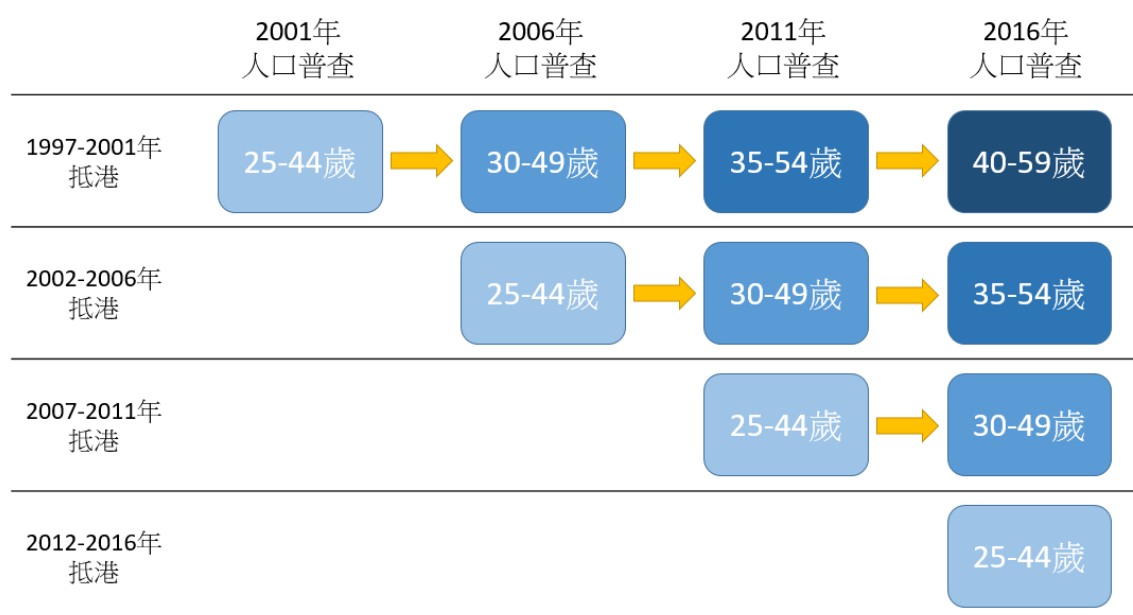 2001年
人口普查
2006年
人口普查
2011年
人口普查
2016年
人口普查
1997-2001年
抵港
25-44歲
30-49歲
35-54歲
40-59歲
2002-2006年
抵港
25-44歲
30-49歲
35-54歲
2007-2011年
抵港
25-44歲
30-49歲
2012-2016年
抵港
25-44歲